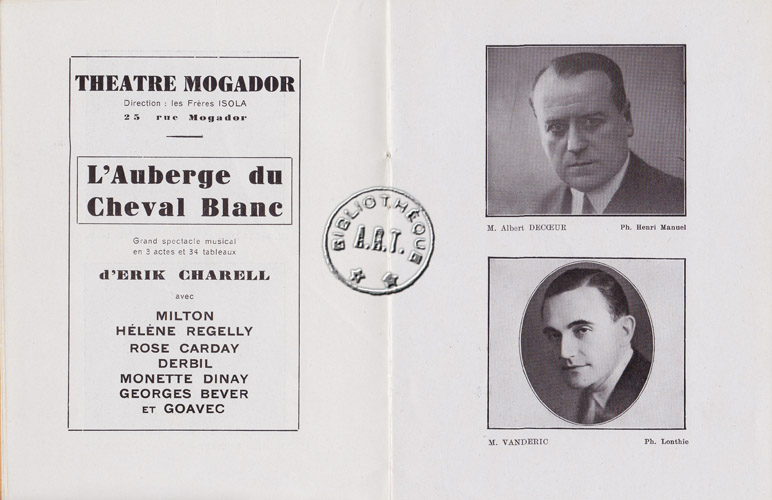 THEATRE MOGADOR
Direction : les Frères ISOLA
25 rue Mogador
L'Auberge du
Cheval Blanc
Grand spectacle musical
en 3 actes et 34 tableaux
d'ERIK CHARELL
avec
MILTON
HÉLÈNE REGELLY
ROSE CARDAY
DERBIL
MONETTE DINAY
GEORGES BEVER
ET GOAVEC
BIBLIOTHÈQUE
A.R.T.
M. Albert DECŒUR Ph. Henri Manuel
M. VANDERIC Ph. Lonthie